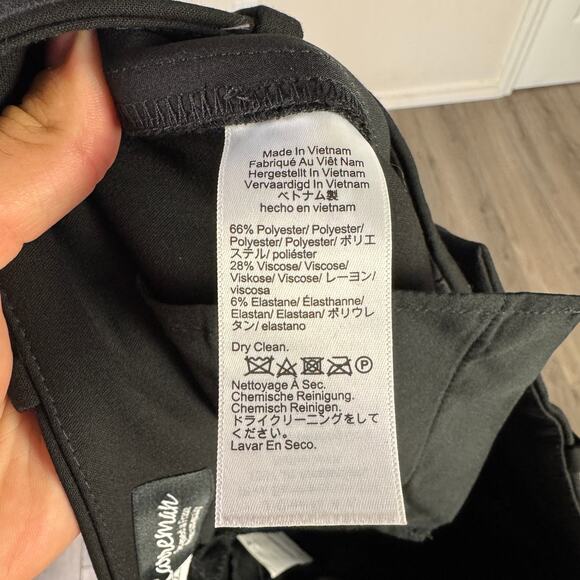 Made In Vietnam
Fabriqué Au Viêt Nam
Hergestellt In Vietnam
Vervaardigd In Vietnam
ベトナム製
hecho en vietnam
66% Polyester/ Polyester/
Polyester/ Polyester/ ポリエ
ステル/ poliéster
28% Viscose/ Viscose/
Viskose/ Viscose/ レーヨン/
viscosa
6% Elastane/ Élasthanne/
Elastan/ Elastaan/ ポリウレ
タン/ elastano
Dry Clean.
P
Nettoyage À Sec.
Chemische Reinigung.
Chemisch Reinigen.
ドライクリーニングをして
ください。
Lavar En Seco.